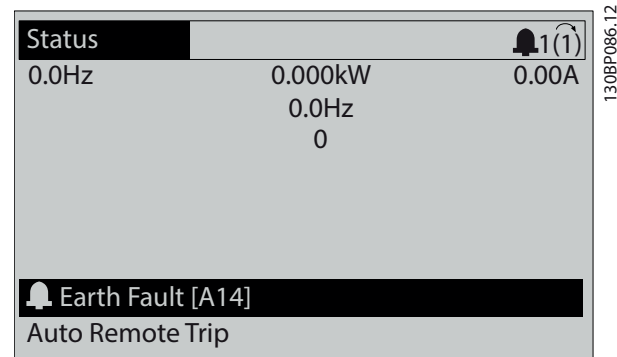 Status 1(1)
0.0Hz 0.000kW 0.00A
0.0Hz
0
Earth Fault [A14]
Auto Remote Trip
130BP086.12